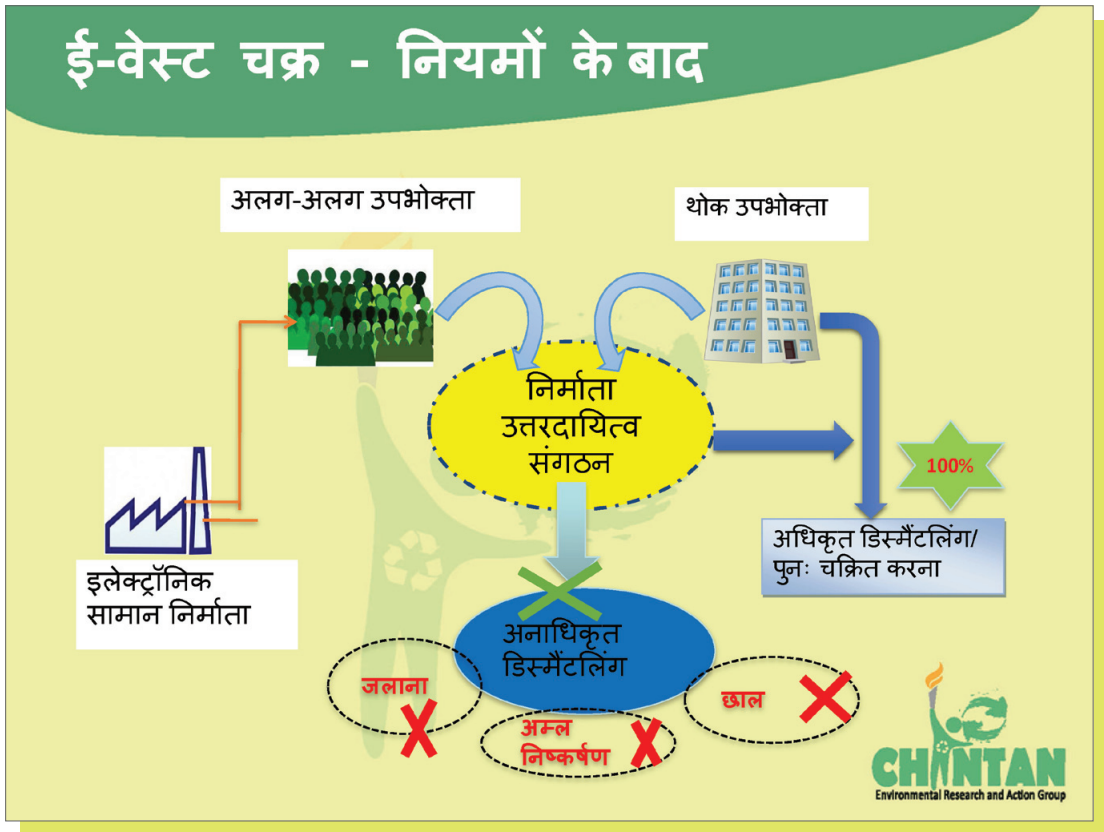 ई-वेस्ट चक्र - नियमों के बाद
अलग-अलग उपभोक्ता
थोक उपभोक्ता
निर्माता
उत्तरदायित्व
संगठन
100%
अधिकृत डिस्मैंटलिंग/
पुनः चक्रित करना
इलेक्ट्रॉनिक
सामान निर्माता
अनाधिकृत
डिस्मैंटलिंग
जलाना
छाल
अम्ल
निष्कर्षण
CHINTAN
Environmental Research and Action Group